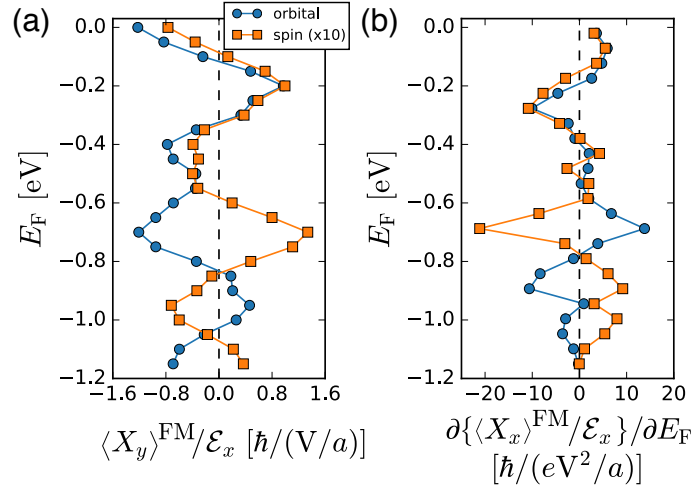 (a)
orbital
spin (x10)
(b)
0.0
−0.2
−0.4
−0.6
−0.8
−1.0
−1.2
E_F [eV]
−1.6 −0.8 0.0 0.8 1.6
⟨X_y⟩^FM/ℰ_x [ħ/(V/a)]
0.0
−0.2
−0.4
−0.6
−0.8
−1.0
−1.2
E_F [eV]
−20 −10 0 10 20
∂{⟨X_x⟩^FM/ℰ_x}/∂E_F
[ħ/(eV²/a)]